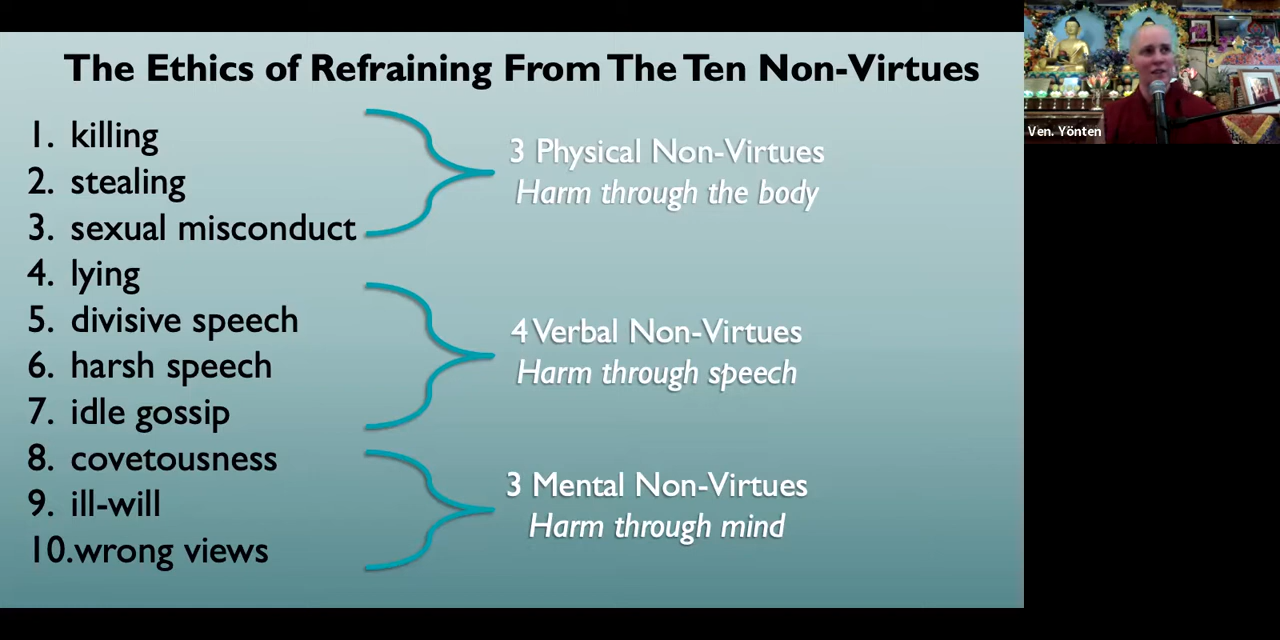 The Ethics of Refraining From The Ten Non-Virtues
1. killing
2. stealing
3. sexual misconduct
3 Physical Non-Virtues
Harm through the body
4. lying
5. divisive speech
6. harsh speech
7. idle gossip
4 Verbal Non-Virtues
Harm through speech
8. covetousness
9. ill-will
10.wrong views
3 Mental Non-Virtues
Harm through mind
Ven. Yönten